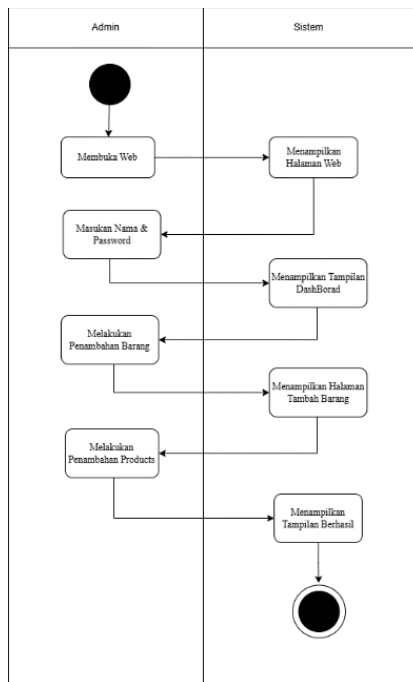 Admin
Sistem
Membuka Web
Menampilkan
Halaman Web
Masukan Nama &
Password
Menampilkan Tampilan
DashBorad
Melakukan
Penambahan Barang
Menampilkan Halaman
Tambah Barang
Melakukan
Penambahan Products
Menampilkan
Tampilan Berhasil